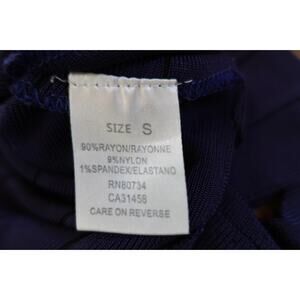 SIZE S
90%RAYON/RAYONNE
9%NYLON
1%SPANDEX/ELASTANO
RN80734
CA31458
CARE ON REVERSE